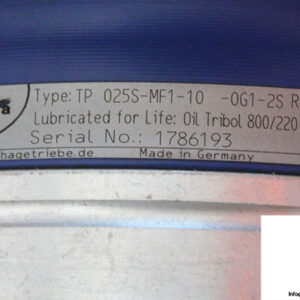 Type: TP 025S-MF1-10 -0G1-2S R
Lubricated for Life: Oil Tribol 800/220
Serial No.: 1786193
hagetriebe.de Made in Germany